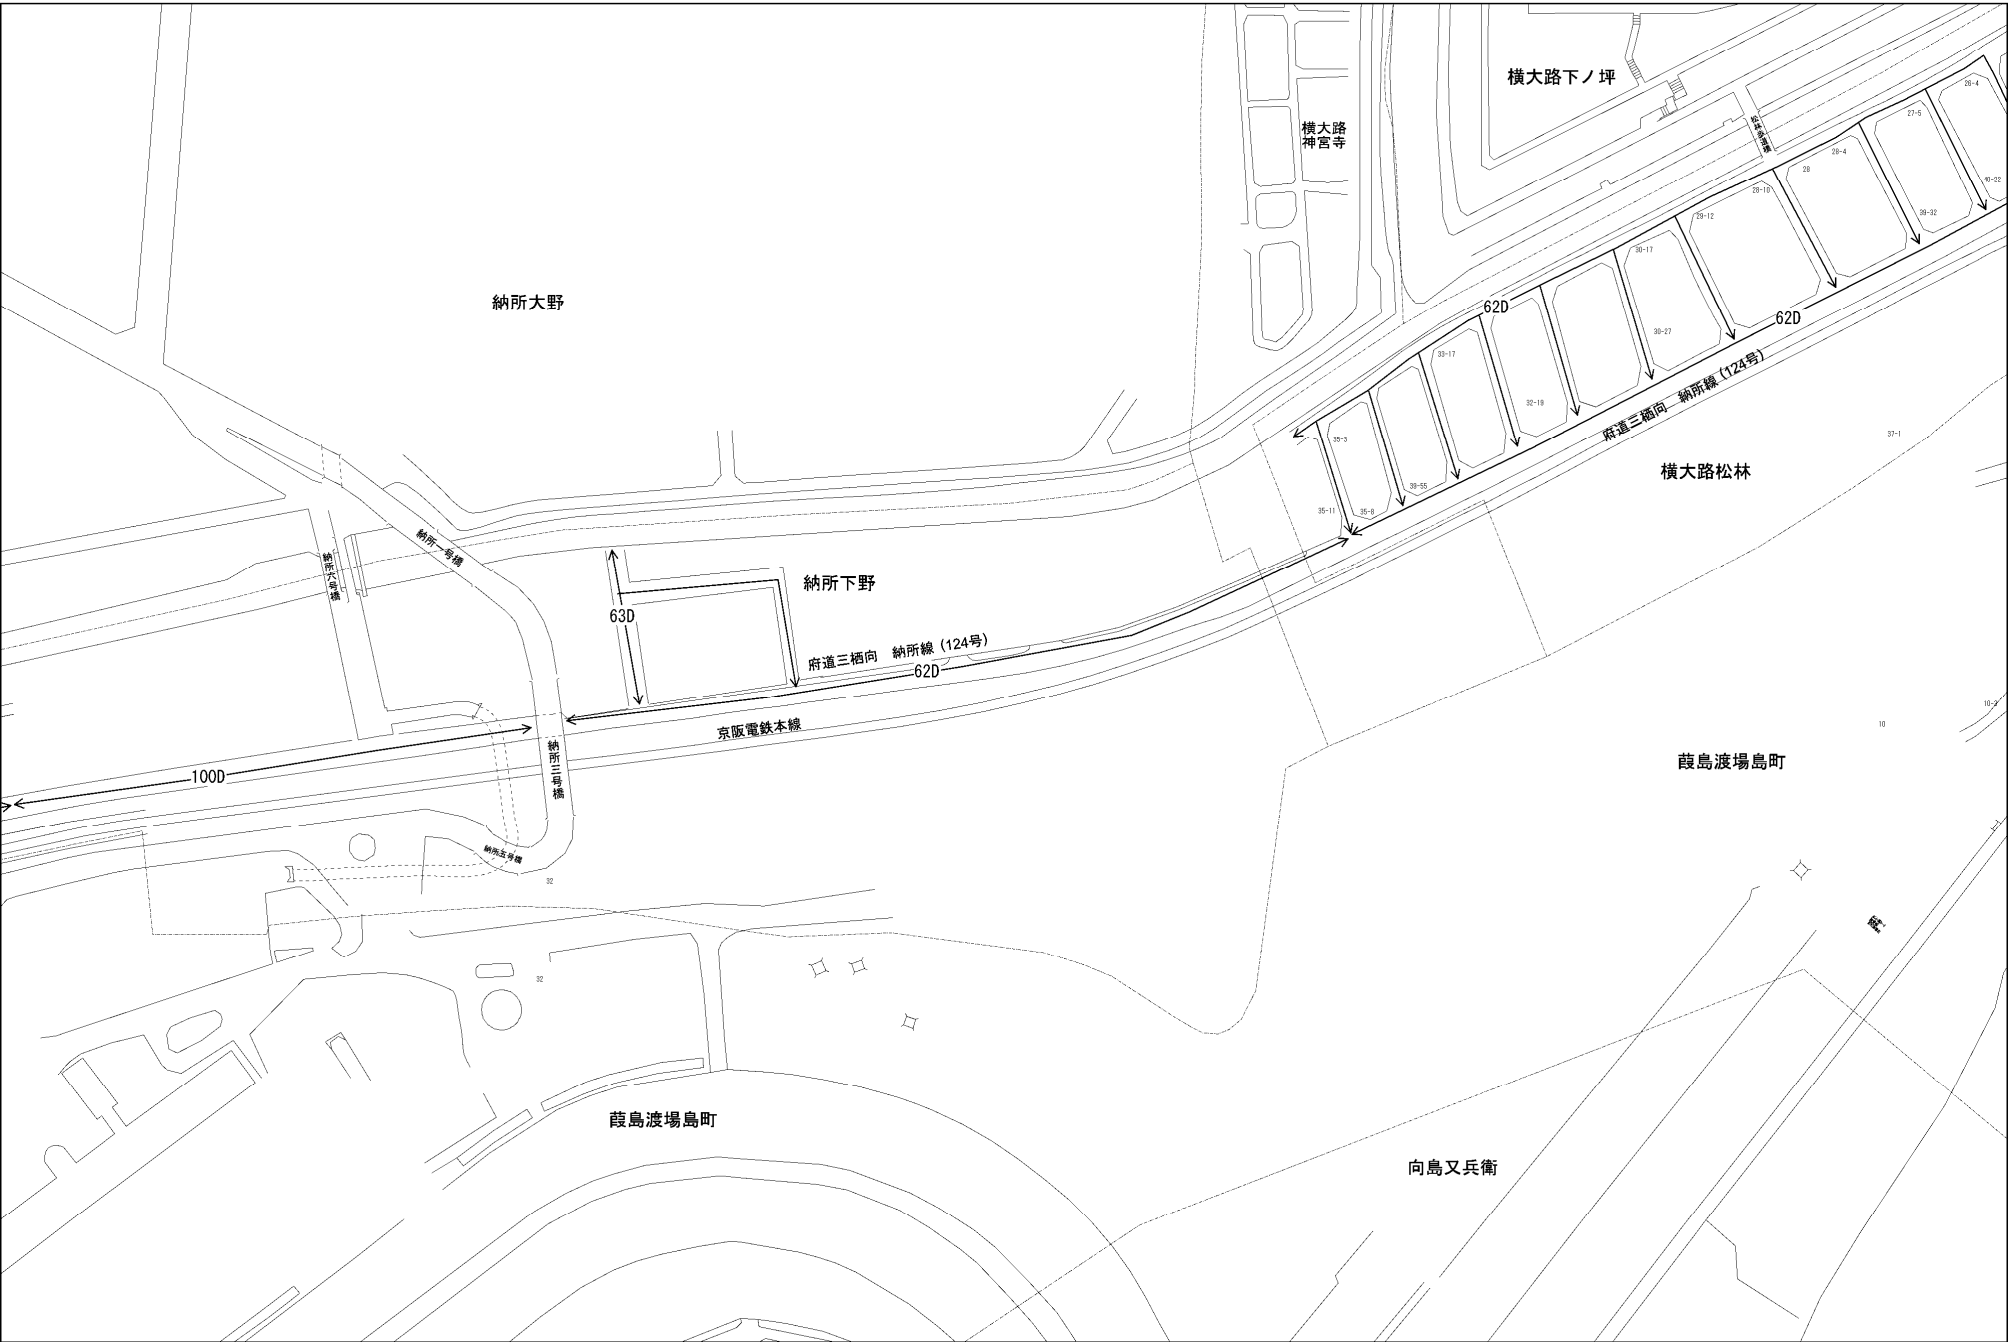 横大路下ノ坪
26-4
27-5
松林歩道橋
横大路
神宮寺
28-4
28
40-22
28-10
39-32
29-12
30-17
納所大野
62D
62D
30-27
33-17
府道三栖向　納所線(124号)
32-19
37-1
35-3
横大路松林
39-55
35-11
35-8
納所一号橋
納所六号橋
納所下野
63D
府道三栖向　納所線(124号)
62D
10-3
10
京阪電鉄本線
納所三号橋
葭島渡場島町
100D
納所五号橋
32
32
葭島渡場島町
向島又兵衛